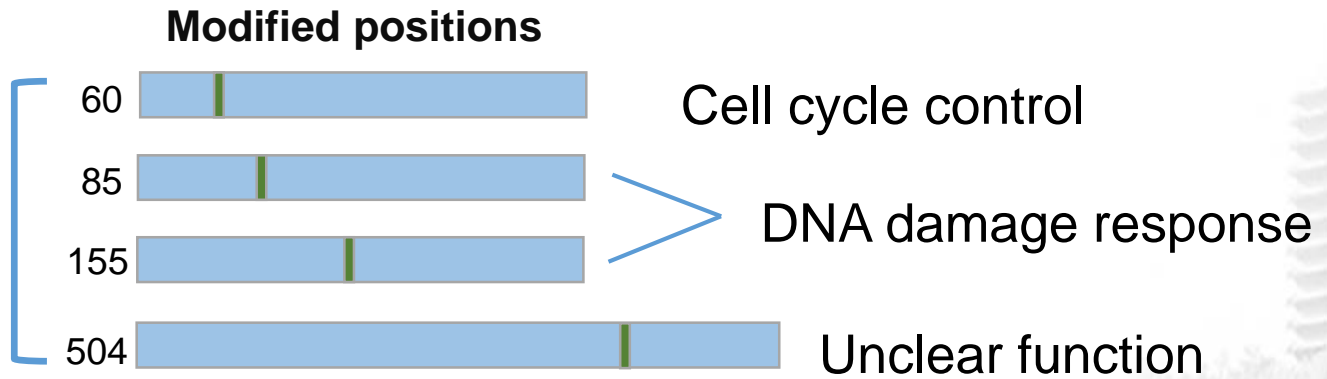 Modified positions
60 Cell cycle control
85
DNA damage response
155
504 Unclear function